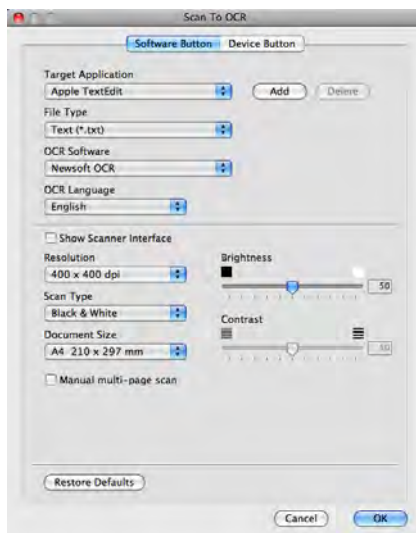 Scan To OCR
Software Button Device Button
Target Application
Apple TextEdit Add Delete
File Type
Text (*.txt)
OCR Software
Newsoft OCR
OCR Language
English
Show Scanner Interface
Resolution Brightness
400 x 400 dpi 50
Scan Type
Black & White Contrast
Document Size
A4 210 x 297 mm 50
Manual multi-page scan
Restore Defaults
Cancel OK